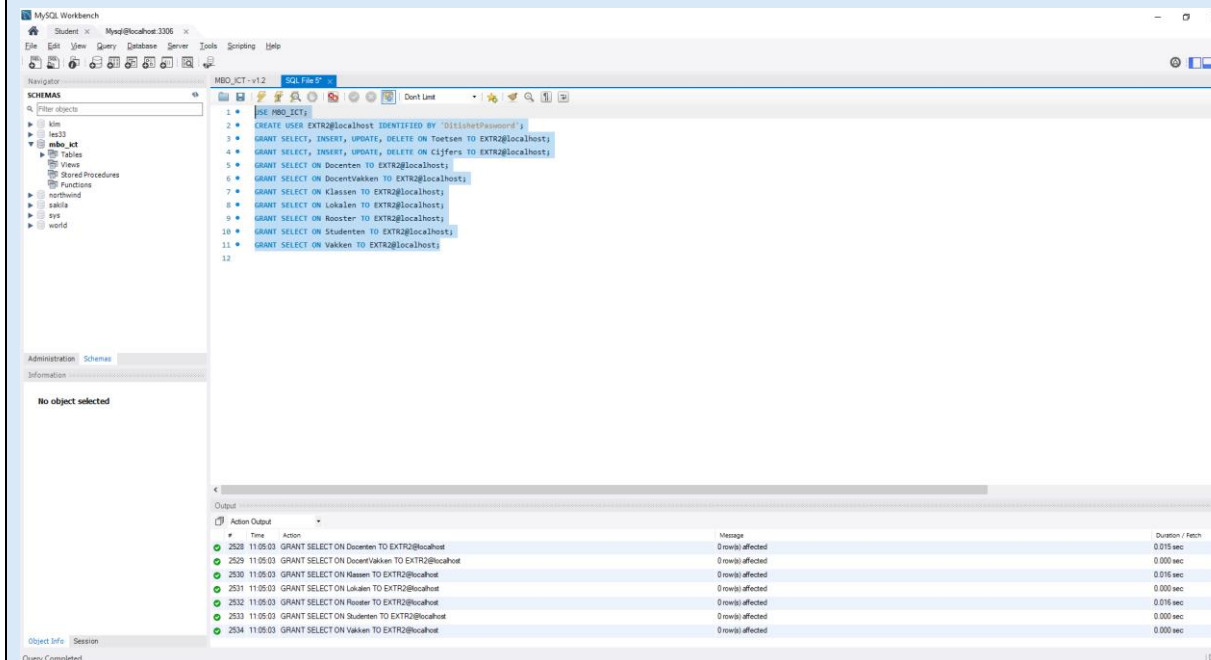 MySQL Workbench
Student Mysql@localhost:3306
File Edit View Query Database Server Tools Scripting Help
Navigator
SCHEMAS
Filter objects
klm
les33
mbo_ict
Tables
Views
Stored Procedures
Functions
northwind
sakila
sys
world
Administration Schemas
Information
No object selected
Object Info Session
Query Completed
MBO_ICT - v1.2 SQL File 5*
Don't Limit
1 USE MBO_ICT;
2 CREATE USER EXTR2@localhost IDENTIFIED BY 'DitishetPaswoord';
3 GRANT SELECT, INSERT, UPDATE, DELETE ON Toetsen TO EXTR2@localhost;
4 GRANT SELECT, INSERT, UPDATE, DELETE ON Cijfers TO EXTR2@localhost;
5 GRANT SELECT ON Docenten TO EXTR2@localhost;
6 GRANT SELECT ON DocentVakken TO EXTR2@localhost;
7 GRANT SELECT ON Klassen TO EXTR2@localhost;
8 GRANT SELECT ON Lokalen TO EXTR2@localhost;
9 GRANT SELECT ON Rooster TO EXTR2@localhost;
10 GRANT SELECT ON Studenten TO EXTR2@localhost;
11 GRANT SELECT ON Vakken TO EXTR2@localhost;
12
Output
Action Output
# Time Action Message Duration / Fetch
2528 11:05:03 GRANT SELECT ON Docenten TO EXTR2@localhost 0 row(s) affected 0.015 sec
2529 11:05:03 GRANT SELECT ON DocentVakken TO EXTR2@localhost 0 row(s) affected 0.000 sec
2530 11:05:03 GRANT SELECT ON Klassen TO EXTR2@localhost 0 row(s) affected 0.016 sec
2531 11:05:03 GRANT SELECT ON Lokalen TO EXTR2@localhost 0 row(s) affected 0.000 sec
2532 11:05:03 GRANT SELECT ON Rooster TO EXTR2@localhost 0 row(s) affected 0.016 sec
2533 11:05:03 GRANT SELECT ON Studenten TO EXTR2@localhost 0 row(s) affected 0.000 sec
2534 11:05:03 GRANT SELECT ON Vakken TO EXTR2@localhost 0 row(s) affected 0.000 sec